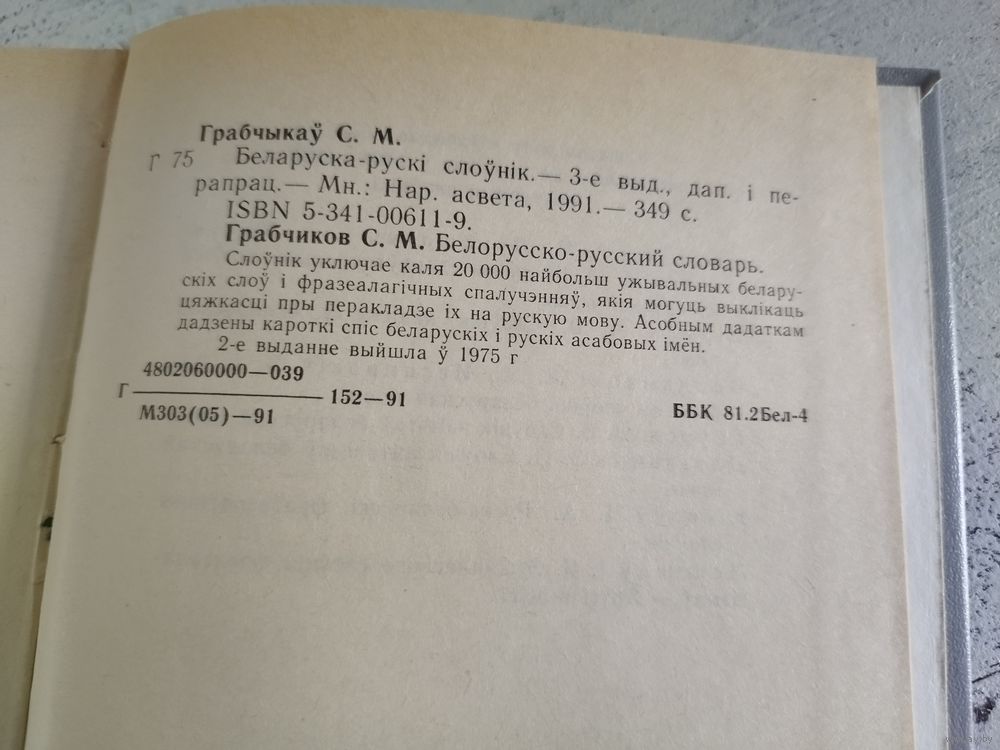 Грабчыкаў С. М.
Г 75 Беларуска-рускі слоўнік.— 3-е выд., дап. і пе-
рапрац.— Мн.: Нар. асвета, 1991.— 349 с.
ISBN 5-341-00611-9.
Грабчиков С. М. Белорусско-русский словарь.
Слоўнік уключае каля 20 000 найбольш ужывальных белару-
скіх слоў і фразеалагічных спалучэнняў, якія могуць выклікаць
цяжкасці пры перакладзе іх на рускую мову. Асобным дадаткам
дадзены кароткі спіс беларускіх і рускіх асабовых імён.
2-е выданне выйшла ў 1975 г
4802060000—039
Г 152—91
М303(05)—91
ББК 81.2Бел-4